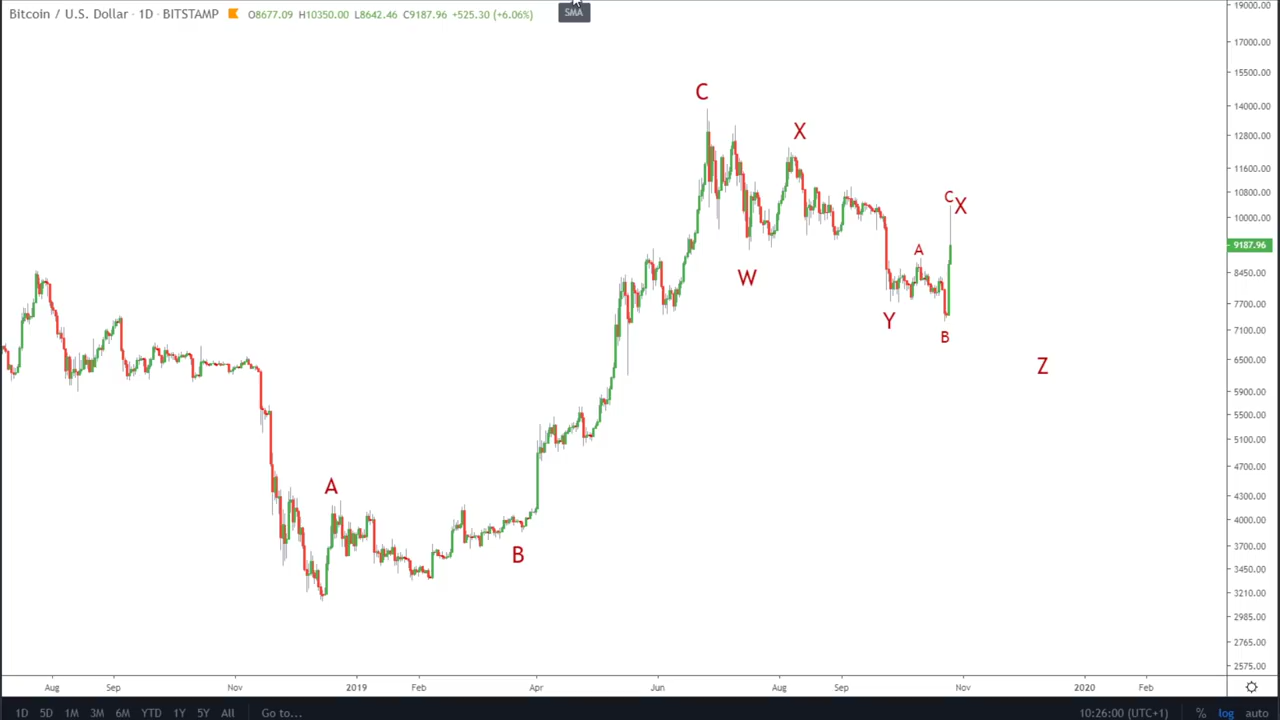 Bitcoin / U.S. Dollar · 1D · BITSTAMP O8677.09 H10350.00 L8642.46 C9187.96 +525.30 (+6.06%)
SMA
19000.00
17000.00
15500.00
14000.00
12800.00
11600.00
10800.00
10000.00
9187.96
8450.00
7700.00
7100.00
6500.00
5900.00
5500.00
5100.00
4700.00
4300.00
4000.00
3700.00
3450.00
3210.00
2985.00
2765.00
2575.00
C
X
C
X
A
W
Y
B
Z
A
B
Aug Sep Nov 2019 Feb Apr Jun Aug Sep Nov 2020 Feb
1D 5D 1M 3M 6M YTD 1Y 5Y All Go to... 10:26:00 (UTC+1) % log auto